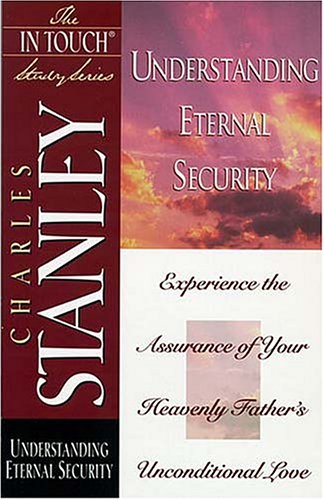 The
IN TOUCH®
Study Series
CHARLES
STANLEY
UNDERSTANDING
ETERNAL SECURITY
UNDERSTANDING
ETERNAL
SECURITY
Experience the
Assurance of Your
Heavenly Father's
Unconditional Love